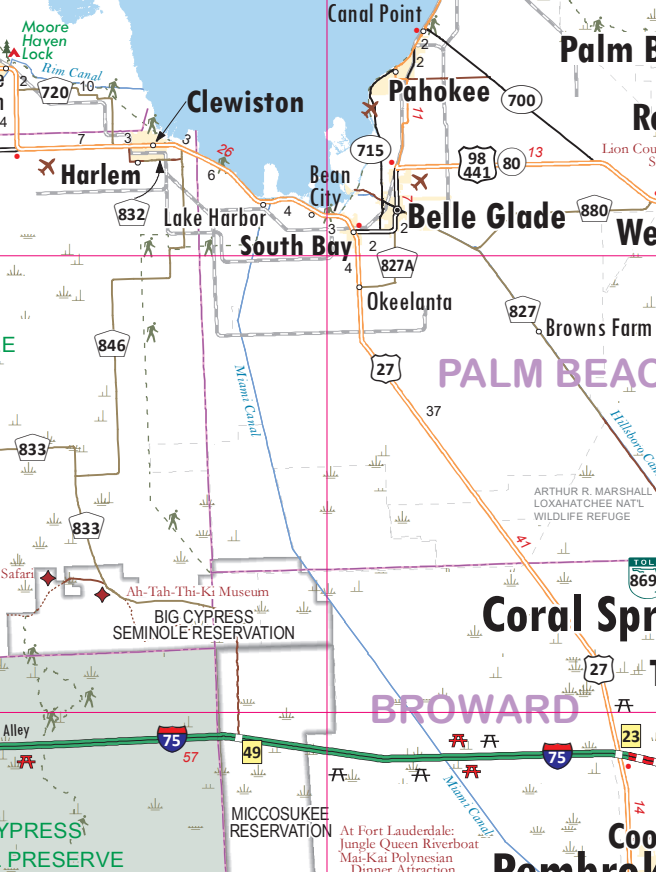 Canal Point
Moore
Haven
Lock
Rim Canal
2
2
Palm B
2
720
10
Pahokee
700
Clewiston
11
4
7
3
3
26
715
13
Lion Cou
98
441
80
Harlem
6
Bean
City
832
Lake Harbor
4
7
Belle Glade
880
3
South Bay
2
2
We
4
827A
Okeelanta
827
Browns Farm
846
E
27
PALM BEAC
Miami Canal
37
Hillsboro Can
833
ARTHUR R. MARSHALL
LOXAHATCHEE NAT'L
WILDLIFE REFUGE
833
41
TOLL
869
Safari
Ah-Tah-Thi-Ki Museum
BIG CYPRESS
SEMINOLE RESERVATION
Coral Spr
27
T
BROWARD
Alley
75
57
49
75
23
Miami Canal
14
MICCOSUKEE
RESERVATION
YPRESS
PRESERVE
At Fort Lauderdale:
Jungle Queen Riverboat
Mai-Kai Polynesian
Dinner Attraction
Coo
Pembrok